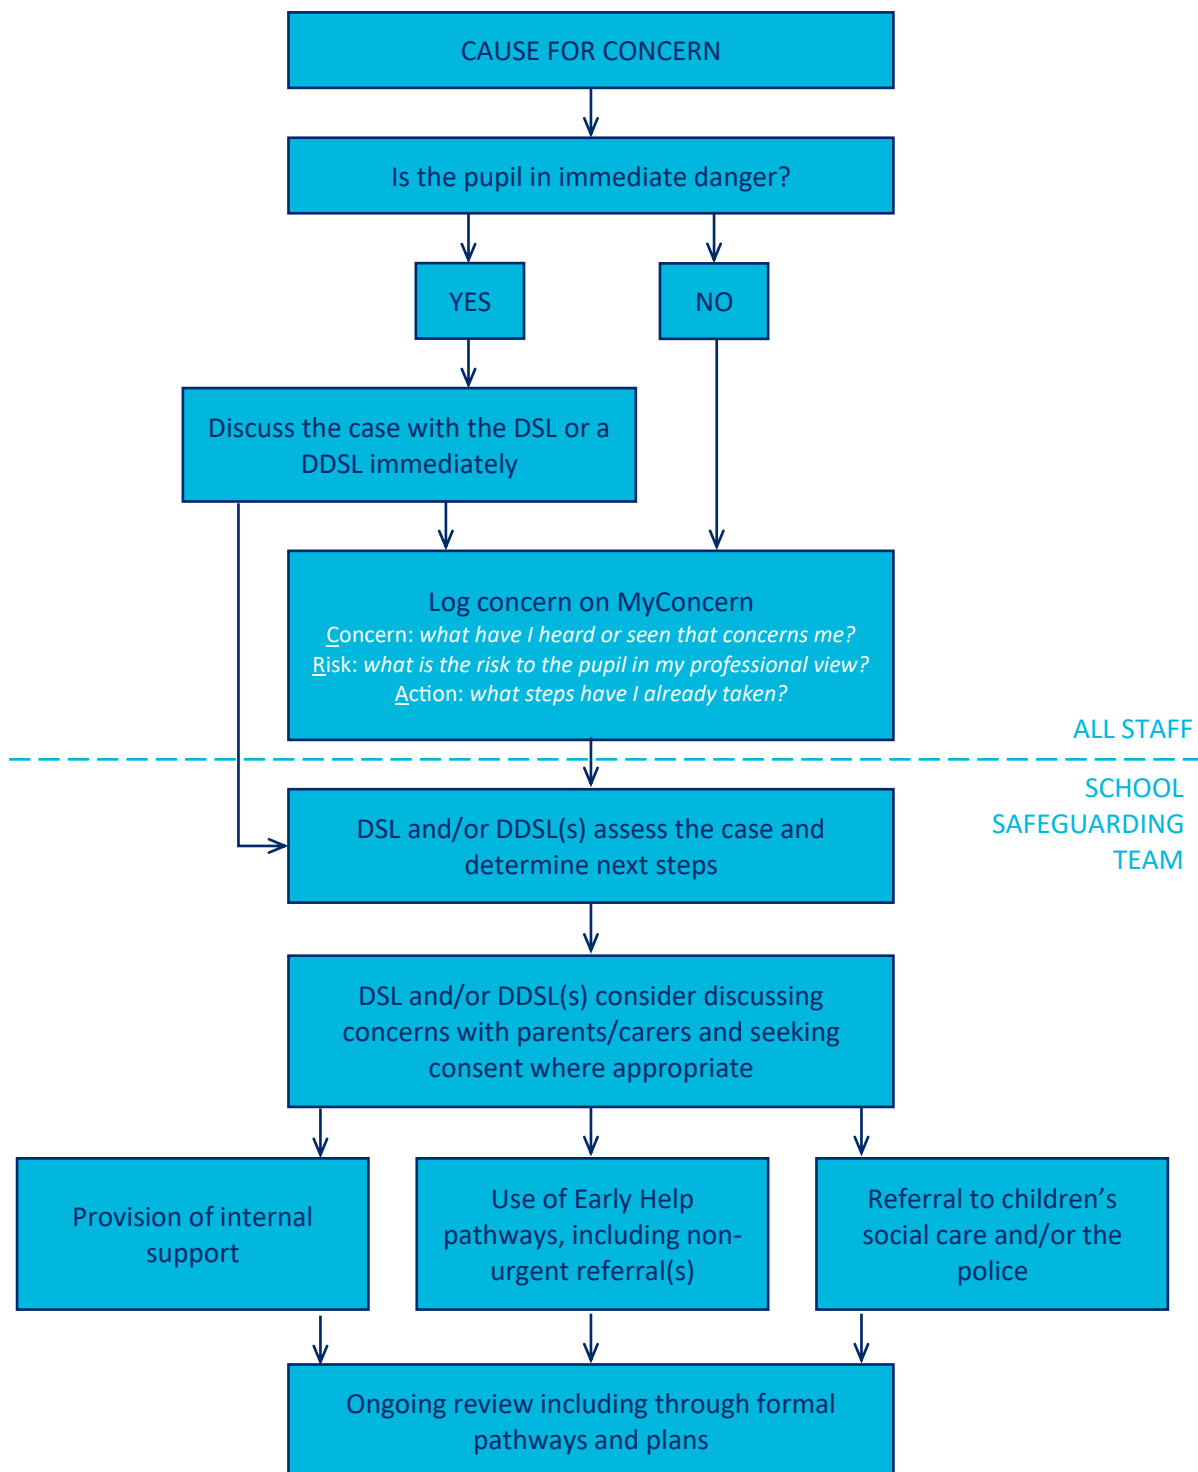 CAUSE FOR CONCERN
Is the pupil in immediate danger?
YES
NO
Discuss the case with the DSL or a
DDSL immediately
Log concern on MyConcern
Concern: what have I heard or seen that concerns me?
Risk: what is the risk to the pupil in my professional view?
Action: what steps have I already taken?
ALL STAFF
SCHOOL
SAFEGUARDING
TEAM
DSL and/or DDSL(s) assess the case and
determine next steps
DSL and/or DDSL(s) consider discussing
concerns with parents/carers and seeking
consent where appropriate
Provision of internal
support
Use of Early Help
pathways, including non-
urgent referral(s)
Referral to children’s
social care and/or the
police
Ongoing review including through formal
pathways and plans